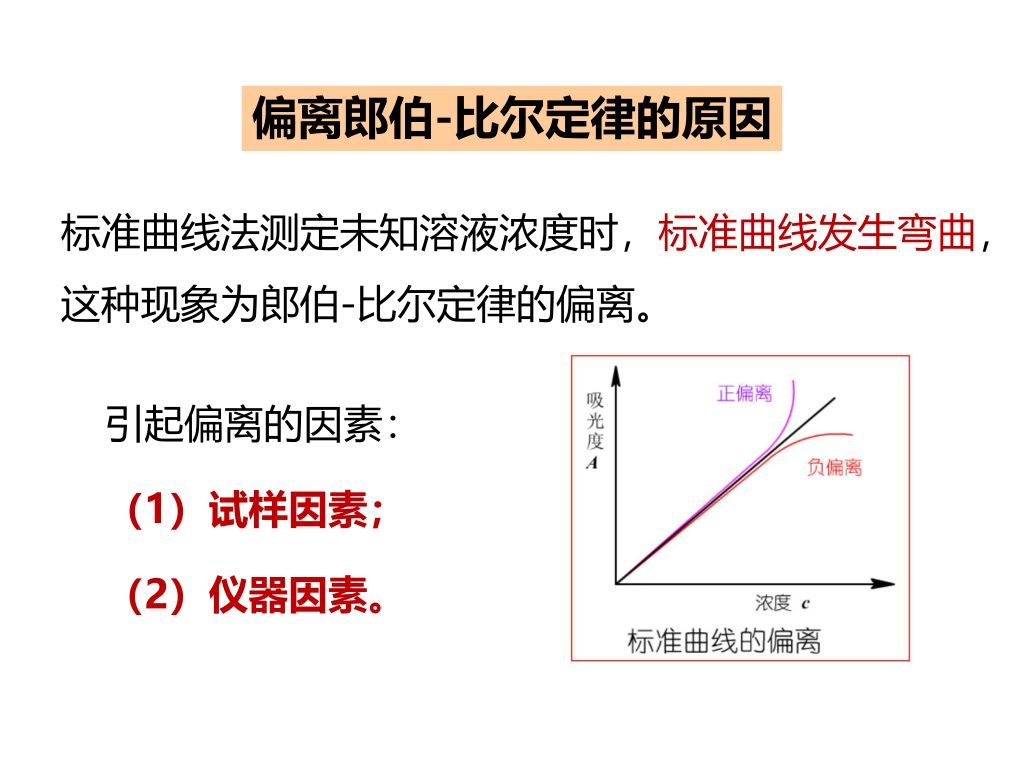 偏离郎伯-比尔定律的原因
标准曲线法测定未知溶液浓度时，标准曲线发生弯曲，
这种现象为郎伯-比尔定律的偏离。
引起偏离的因素：
（1）试样因素；
（2）仪器因素。
正偏离
吸光度A
负偏离
浓度 c
标准曲线的偏离